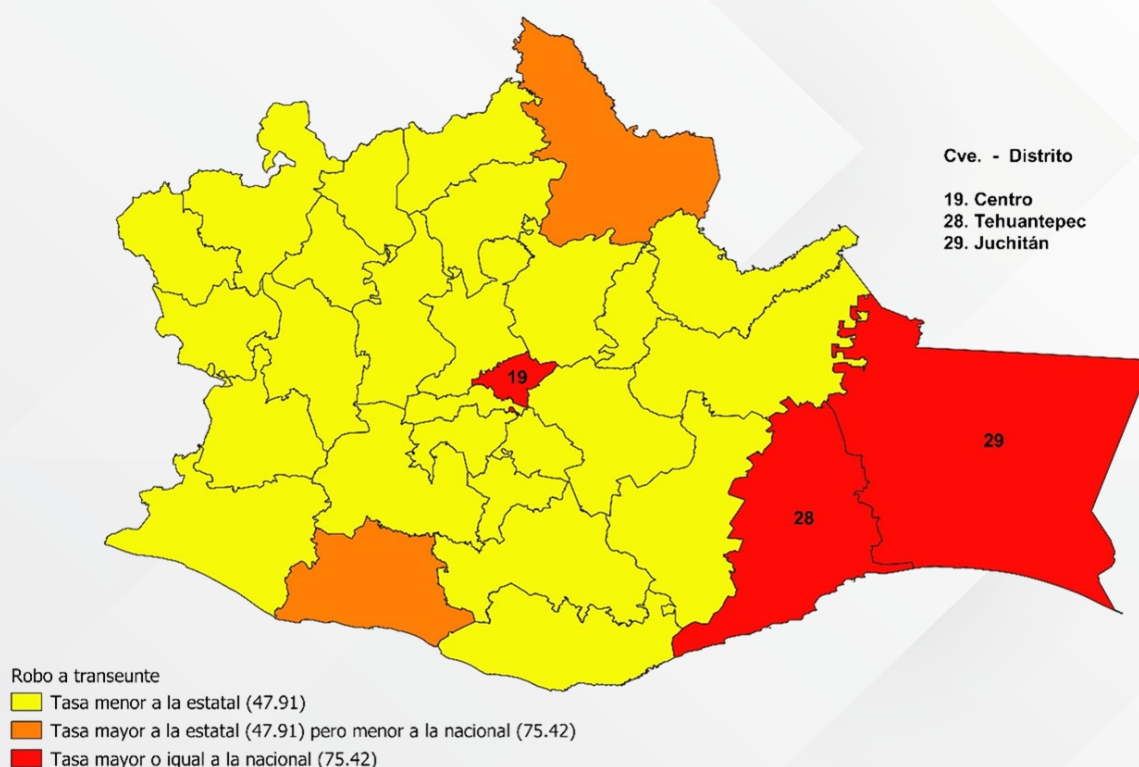 Cve. - Distrito
19. Centro
28. Tehuantepec
29. Juchitán
19
29
28
Robo a transeunte
Tasa menor a la estatal (47.91)
Tasa mayor a la estatal (47.91) pero menor a la nacional (75.42)
Tasa mayor o igual a la nacional (75.42)